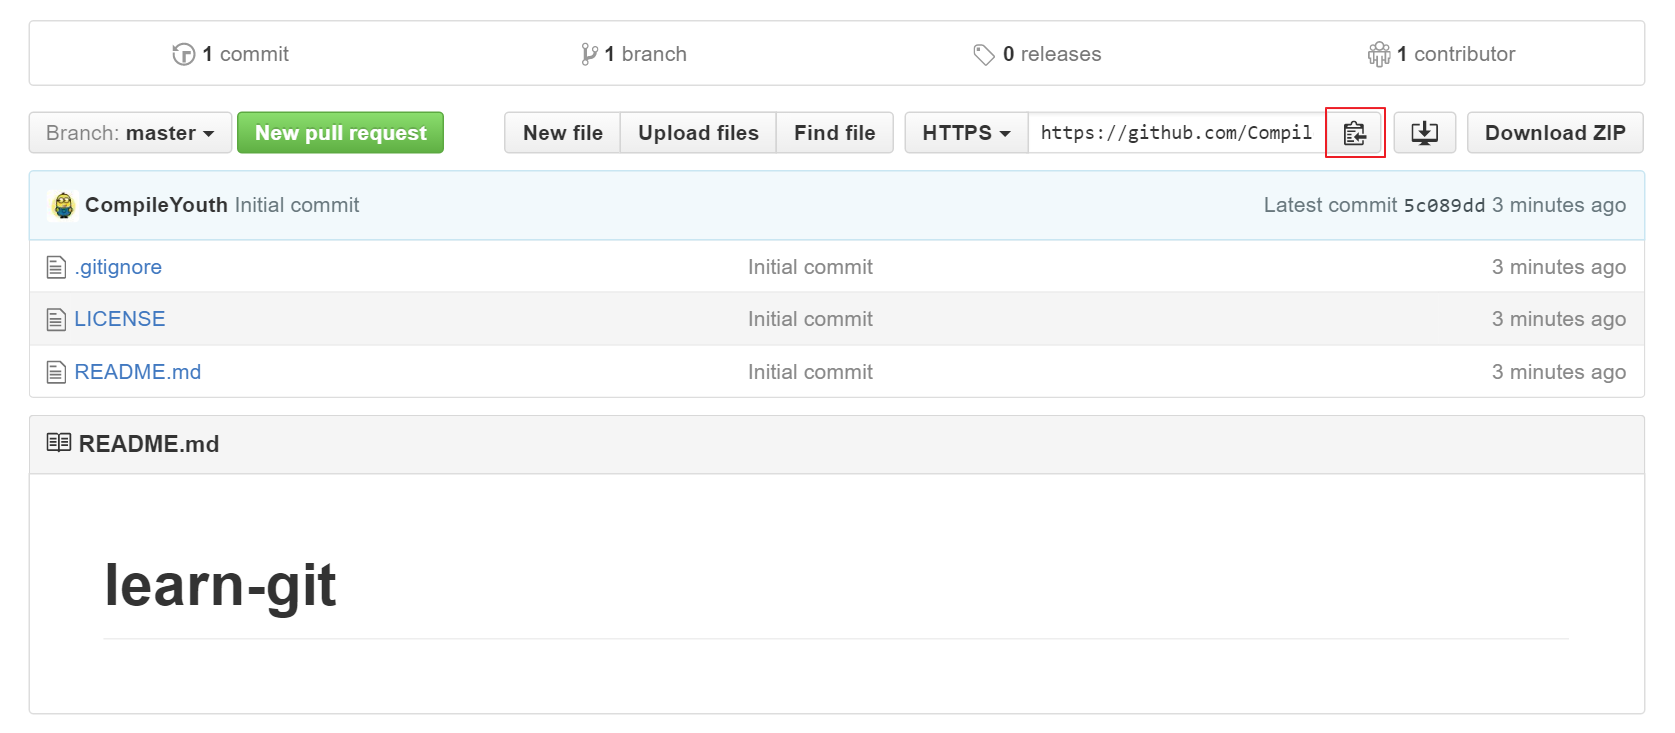 1 commit 1 branch 0 releases 1 contributor
Branch: master New pull request New file Upload files Find file HTTPS https://github.com/Compil Download ZIP
CompileYouth Initial commit Latest commit 5c089dd 3 minutes ago
.gitignore Initial commit 3 minutes ago
LICENSE Initial commit 3 minutes ago
README.md Initial commit 3 minutes ago
README.md
learn-git